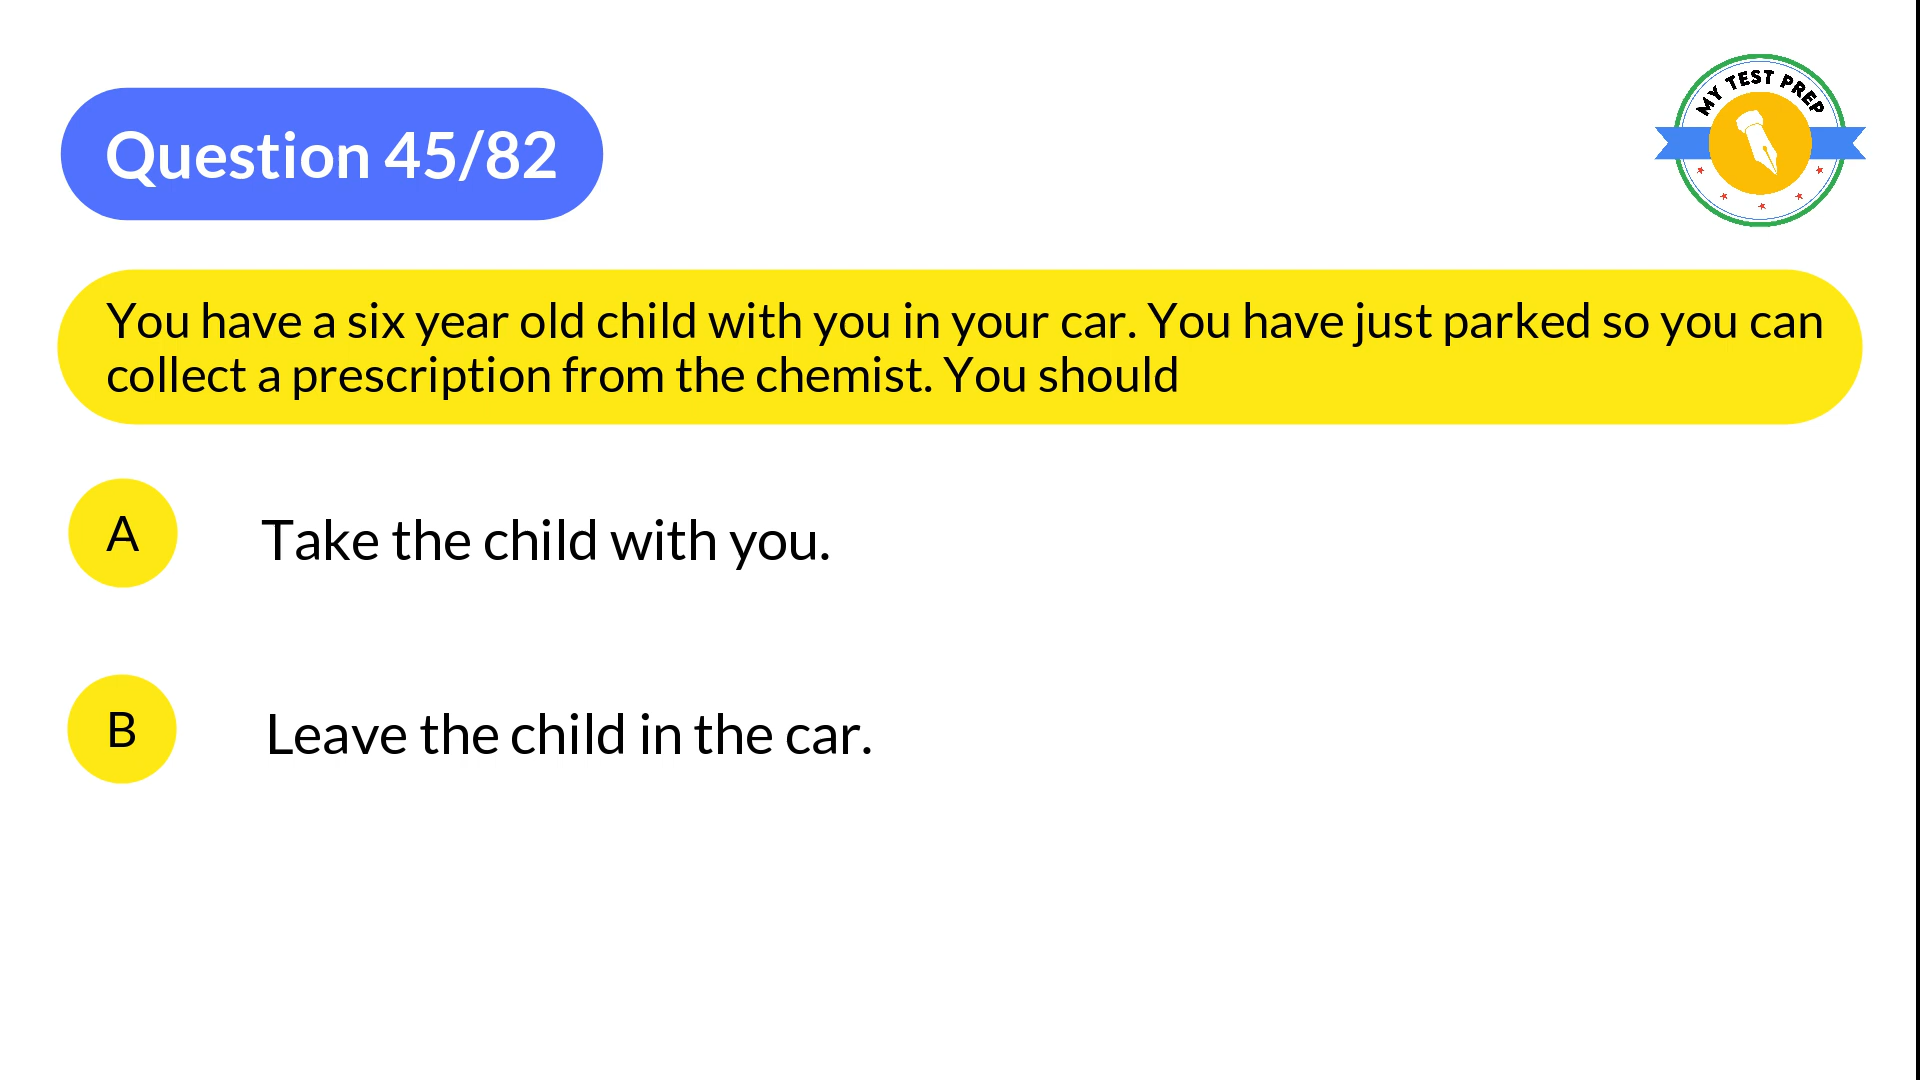 MY TEST PREP
Question 45/82
You have a six year old child with you in your car. You have just parked so you can
collect a prescription from the chemist. You should
A
Take the child with you.
B
Leave the child in the car.